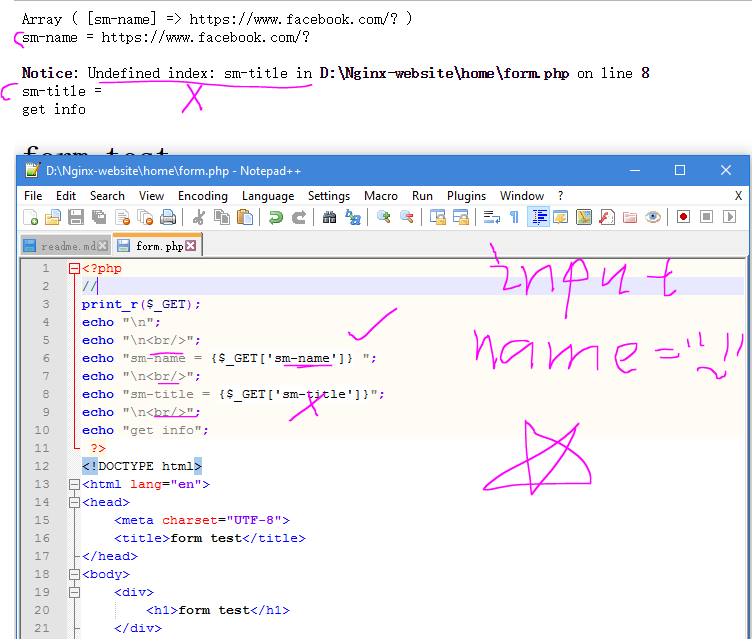 Array ( [sm-name] => https://www.facebook.com/? )
sm-name = https://www.facebook.com/?
Notice: Undefined index: sm-title in D:\Nginx-website\home\form.php on line 8
sm-title =
get info
form test
D:\Nginx-website\home\form.php - Notepad++
File Edit Search View Encoding Language Settings Macro Run Plugins Window ? X
readme.md form.php
1 <?php
2 //
3 print_r($_GET);
4 echo "\n";
5 echo "\n<br/>";
6 echo "sm-name = {$_GET['sm-name']} ";
7 echo "\n<br/>";
8 echo "sm-title = {$_GET['sm-title']}";
9 echo "\n<br/>";
10 echo "get info";
11 ?>
12 <!DOCTYPE html>
13 <html lang="en">
14 <head>
15 <meta charset="UTF-8">
16 <title>form test</title>
17 </head>
18 <body>
19 <div>
20 <h1>form test</h1>
21 </div>
input
name=""